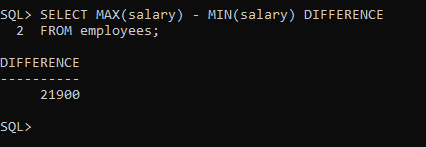 SQL> SELECT MAX(salary) - MIN(salary) DIFFERENCE
  2  FROM employees;
DIFFERENCE
----------
     21900
SQL>